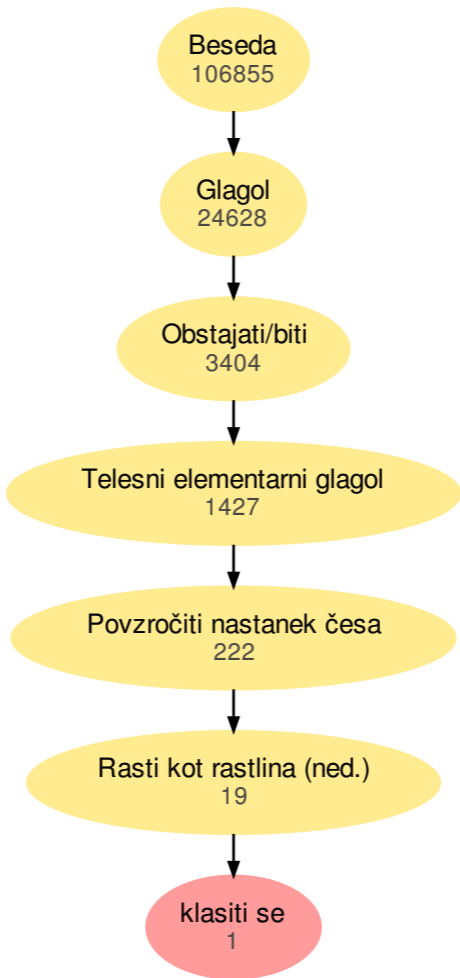 Beseda
106855
Glagol
24628
Obstajati/biti
3404
Telesni elementarni glagol
1427
Povzročiti nastanek česa
222
Rasti kot rastlina (ned.)
19
klasiti se
1